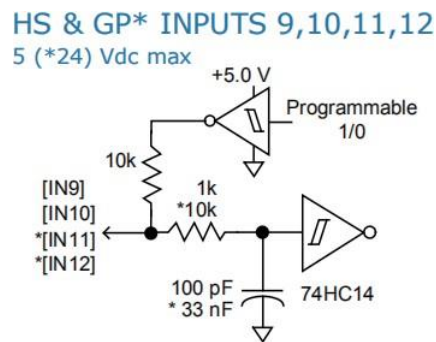 HS & GP* INPUTS 9,10,11,12
5 (*24) Vdc max
+5.0 V
Programmable
1/0
10k
[IN9]
[IN10]
*[IN11]
*[IN12]
1k
*10k
100 pF
* 33 nF
74HC14